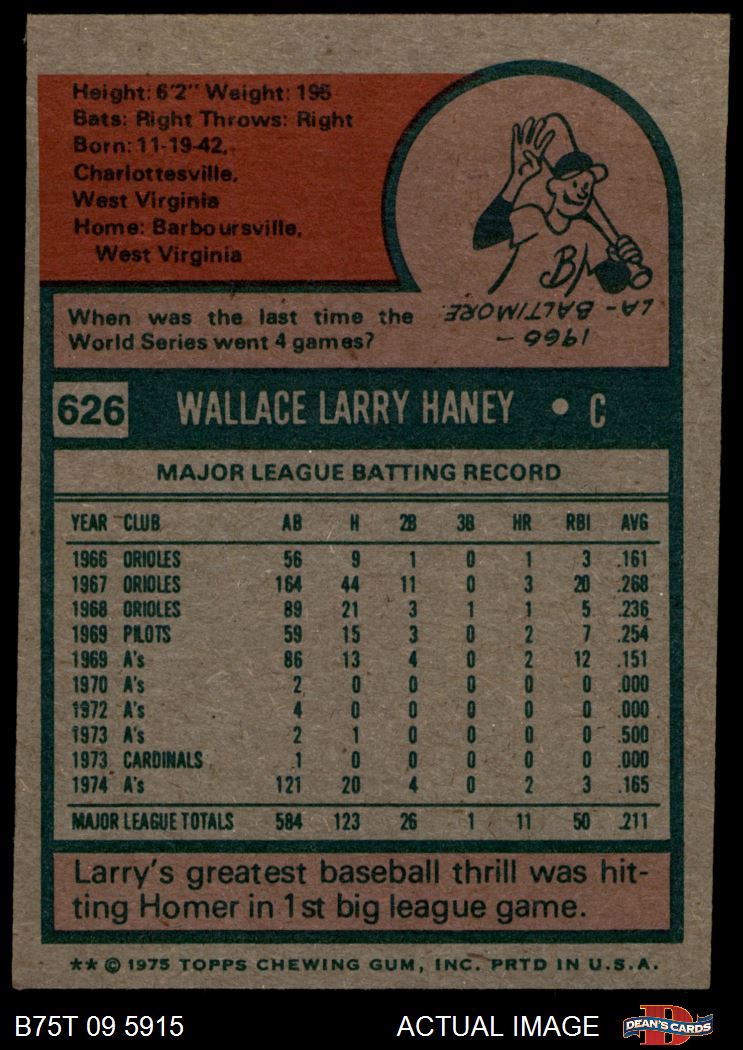 Height: 6'2" Weight: 195
Bats: Right Throws: Right
Born: 11-19-42,
Charlottesville,
West Virginia
Home: Barboursville,
West Virginia
When was the last time the
World Series went 4 games?
1966 -
LA - BALTIMORE.
626 WALLACE LARRY HANEY • C
MAJOR LEAGUE BATTING RECORD
YEAR CLUB AB H 2B 3B HR RBI AVG
1966 ORIOLES 56 9 1 0 1 3 .161
1967 ORIOLES 164 44 11 0 3 20 .268
1968 ORIOLES 89 21 3 1 1 5 .236
1969 PILOTS 59 15 3 0 2 7 .254
1969 A's 86 13 4 0 2 12 .151
1970 A's 2 0 0 0 0 0 .000
1972 A's 4 0 0 0 0 0 .000
1973 A's 2 1 0 0 0 0 .500
1973 CARDINALS 1 0 0 0 0 0 .000
1974 A's 121 20 4 0 2 3 .165
MAJOR LEAGUE TOTALS 584 123 26 1 11 50 .211
Larry's greatest baseball thrill was hit-
ting Homer in 1st big league game.
** © 1975 TOPPS CHEWING GUM, INC. PRTD IN U.S.A.
B75T 09 5915 ACTUAL IMAGE DEAN'S CARDS